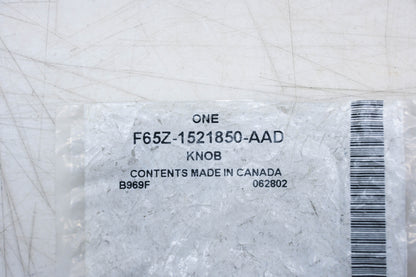 ONE
F65Z-1521850-AAD
KNOB
CONTENTS MADE IN CANADA
B969F 062802